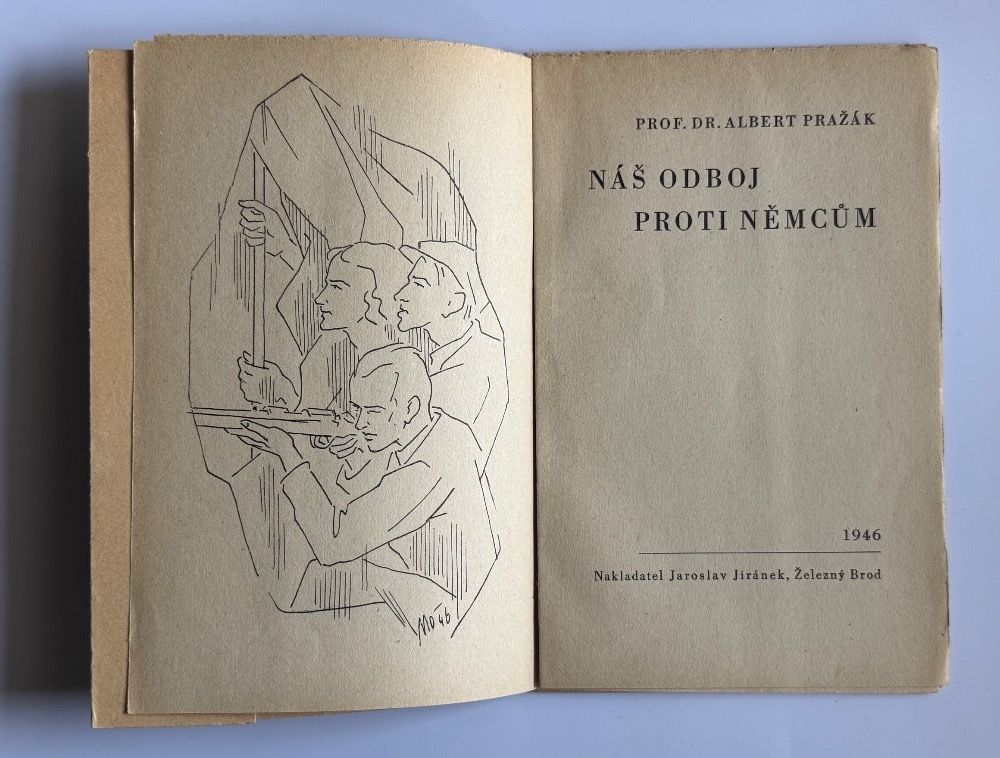 PROF. DR. ALBERT PRAŽÁK
NÁŠ ODBOJ
PROTI NĚMCŮM
1946
Nakladatel Jaroslav Jiránek, Železný Brod